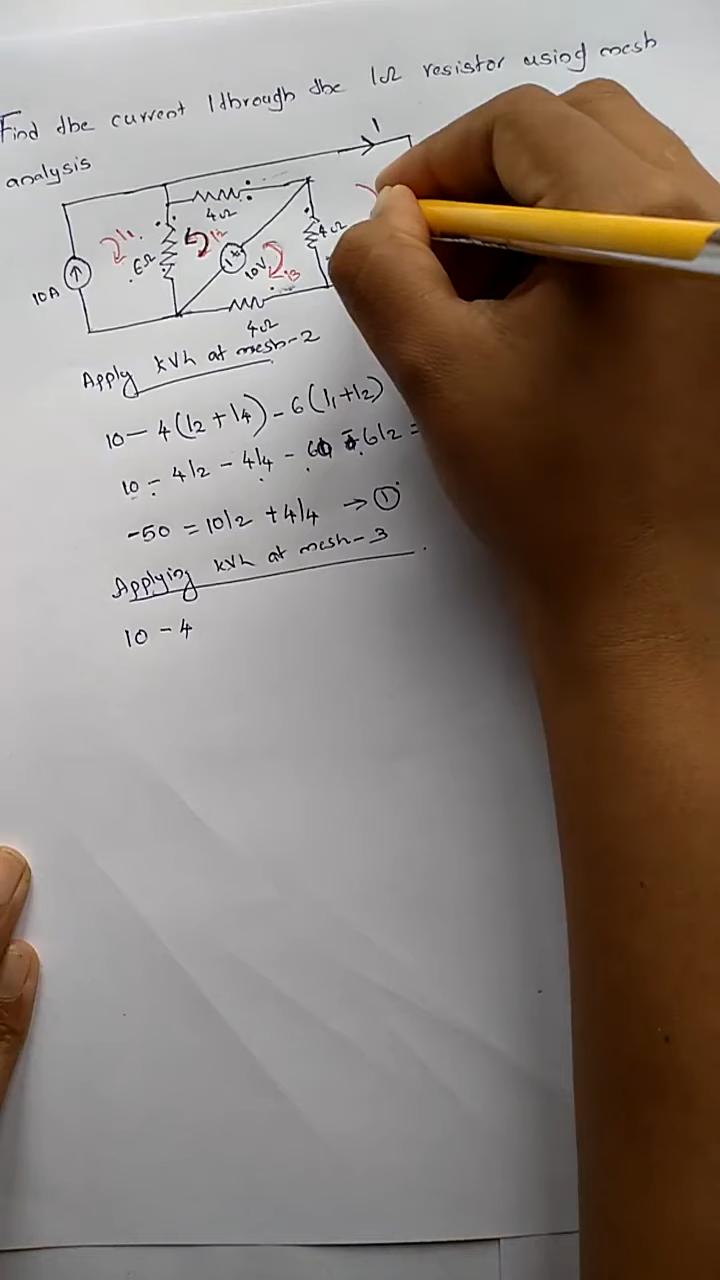 Find the current I through the 1Ω resistor using mesh
analysis
I
4Ω
I1
6Ω
I2
10V
I3
4Ω
10A
4Ω
Apply KVL at mesh-2
10 - 4(I2 + I4) - 6(I1 + I2)
10 - 4I2 - 4I4 - 60 - 6I2 =
-50 = 10I2 + 4I4 → ①
Applying KVL at mesh-3
10 - 4